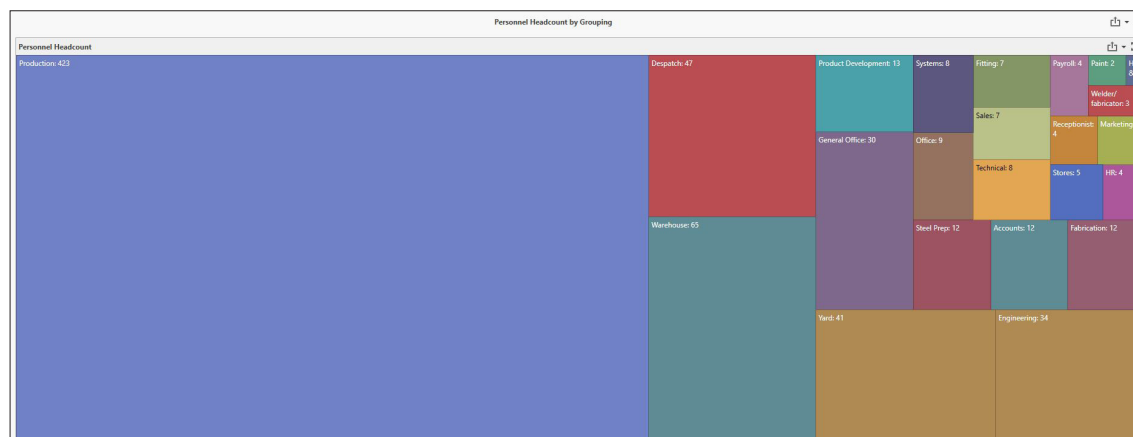 Personnel Headcount by Grouping
Personnel Headcount
Production: 423
Despatch: 47
Product Development: 13
Systems: 8
Fitting: 7
Payroll: 4
Paint: 2
H
8
Welder/
fabricator: 3
Sales: 7
Receptionist:
4
Marketing
General Office: 30
Office: 9
Technical: 8
Stores: 5
HR: 4
Warehouse: 65
Steel Prep: 12
Accounts: 12
Fabrication: 12
Yard: 41
Engineering: 34